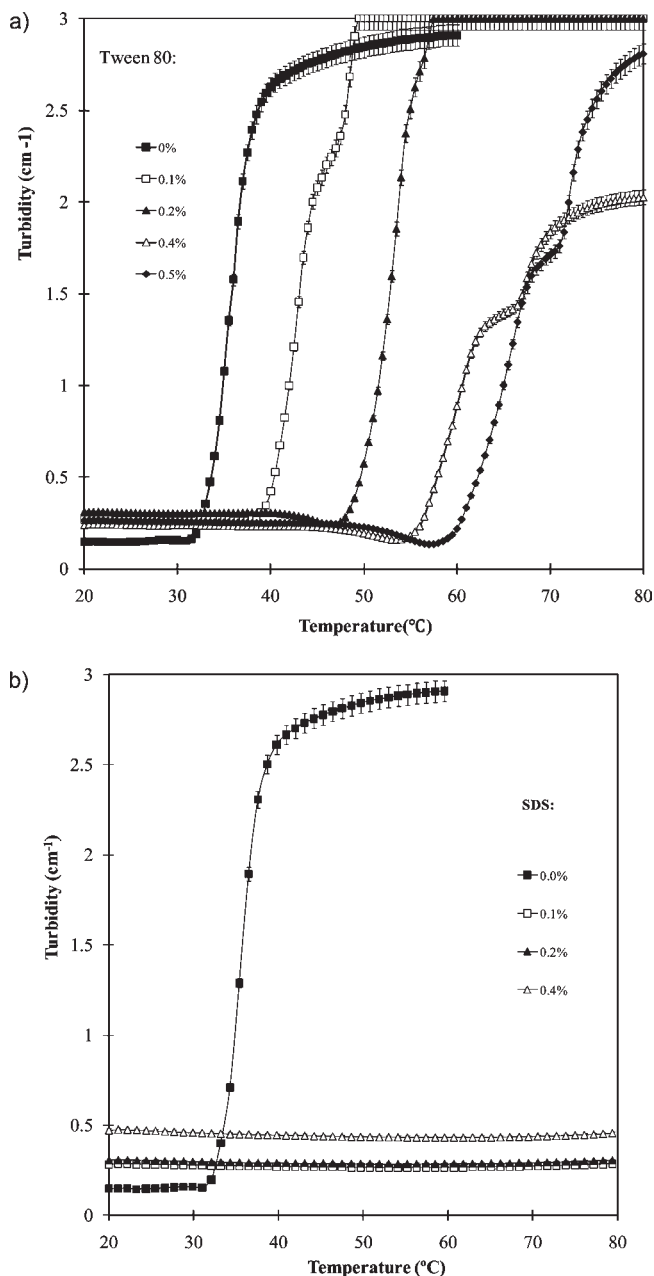 a)
3
2.5
2
1.5
1
0.5
0
Turbidity (cm -1)
Tween 80:
0%
0.1%
0.2%
0.4%
0.5%
20 30 40 50 60 70 80
Temperature(℃)
b)
3
2.5
2
1.5
1
0.5
0
Turbidity (cm⁻¹)
SDS:
0.0%
0.1%
0.2%
0.4%
20 30 40 50 60 70 80
Temperature (ºC)